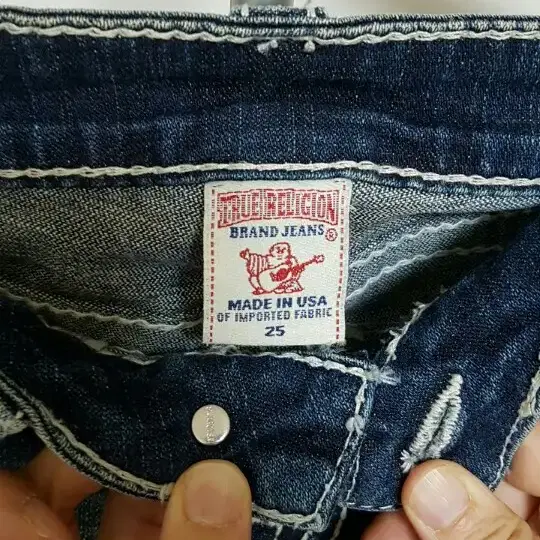 TRUE RELIGION
BRAND JEANS ®
MADE IN USA
OF IMPORTED FABRIC
25